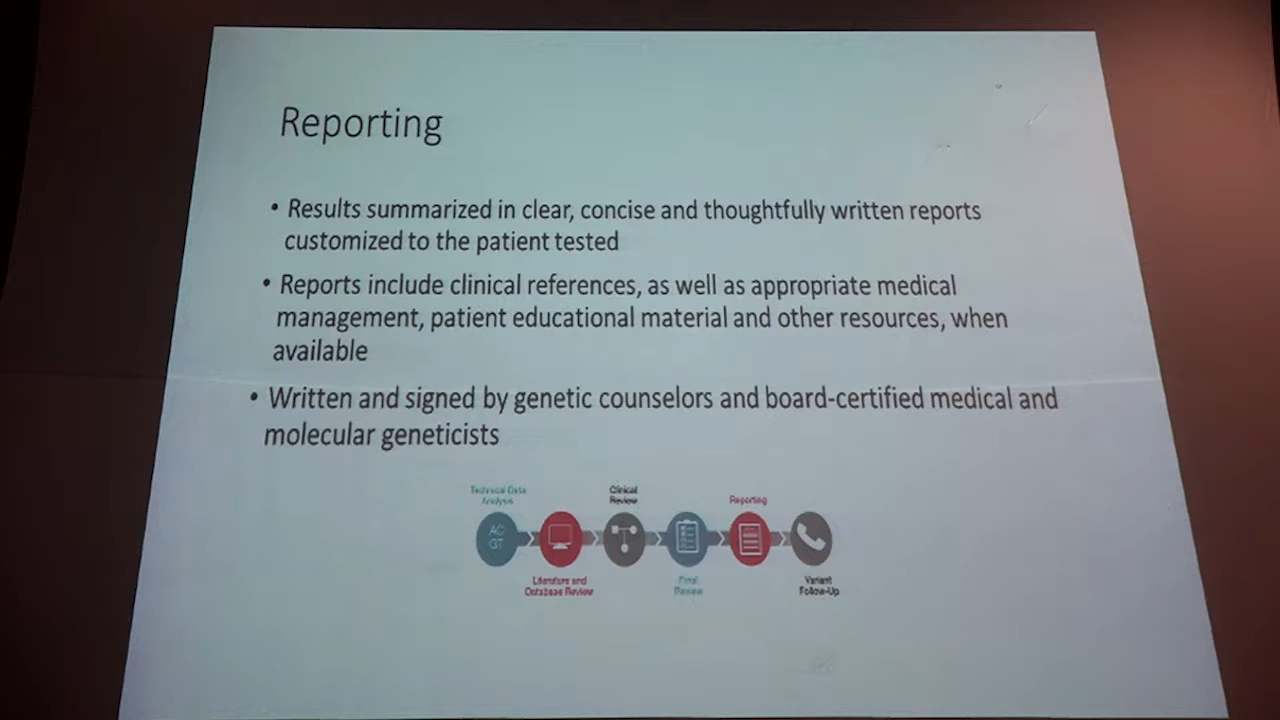 Reporting
• Results summarized in clear, concise and thoughtfully written reports
customized to the patient tested
• Reports include clinical references, as well as appropriate medical
management, patient educational material and other resources, when
available
• Written and signed by genetic counselors and board-certified medical and
molecular geneticists
Technical Data
Analysis
Clinical
Review
Reporting
AC
GT
Literature and
Database Review
Final
Review
Variant
Follow-Up